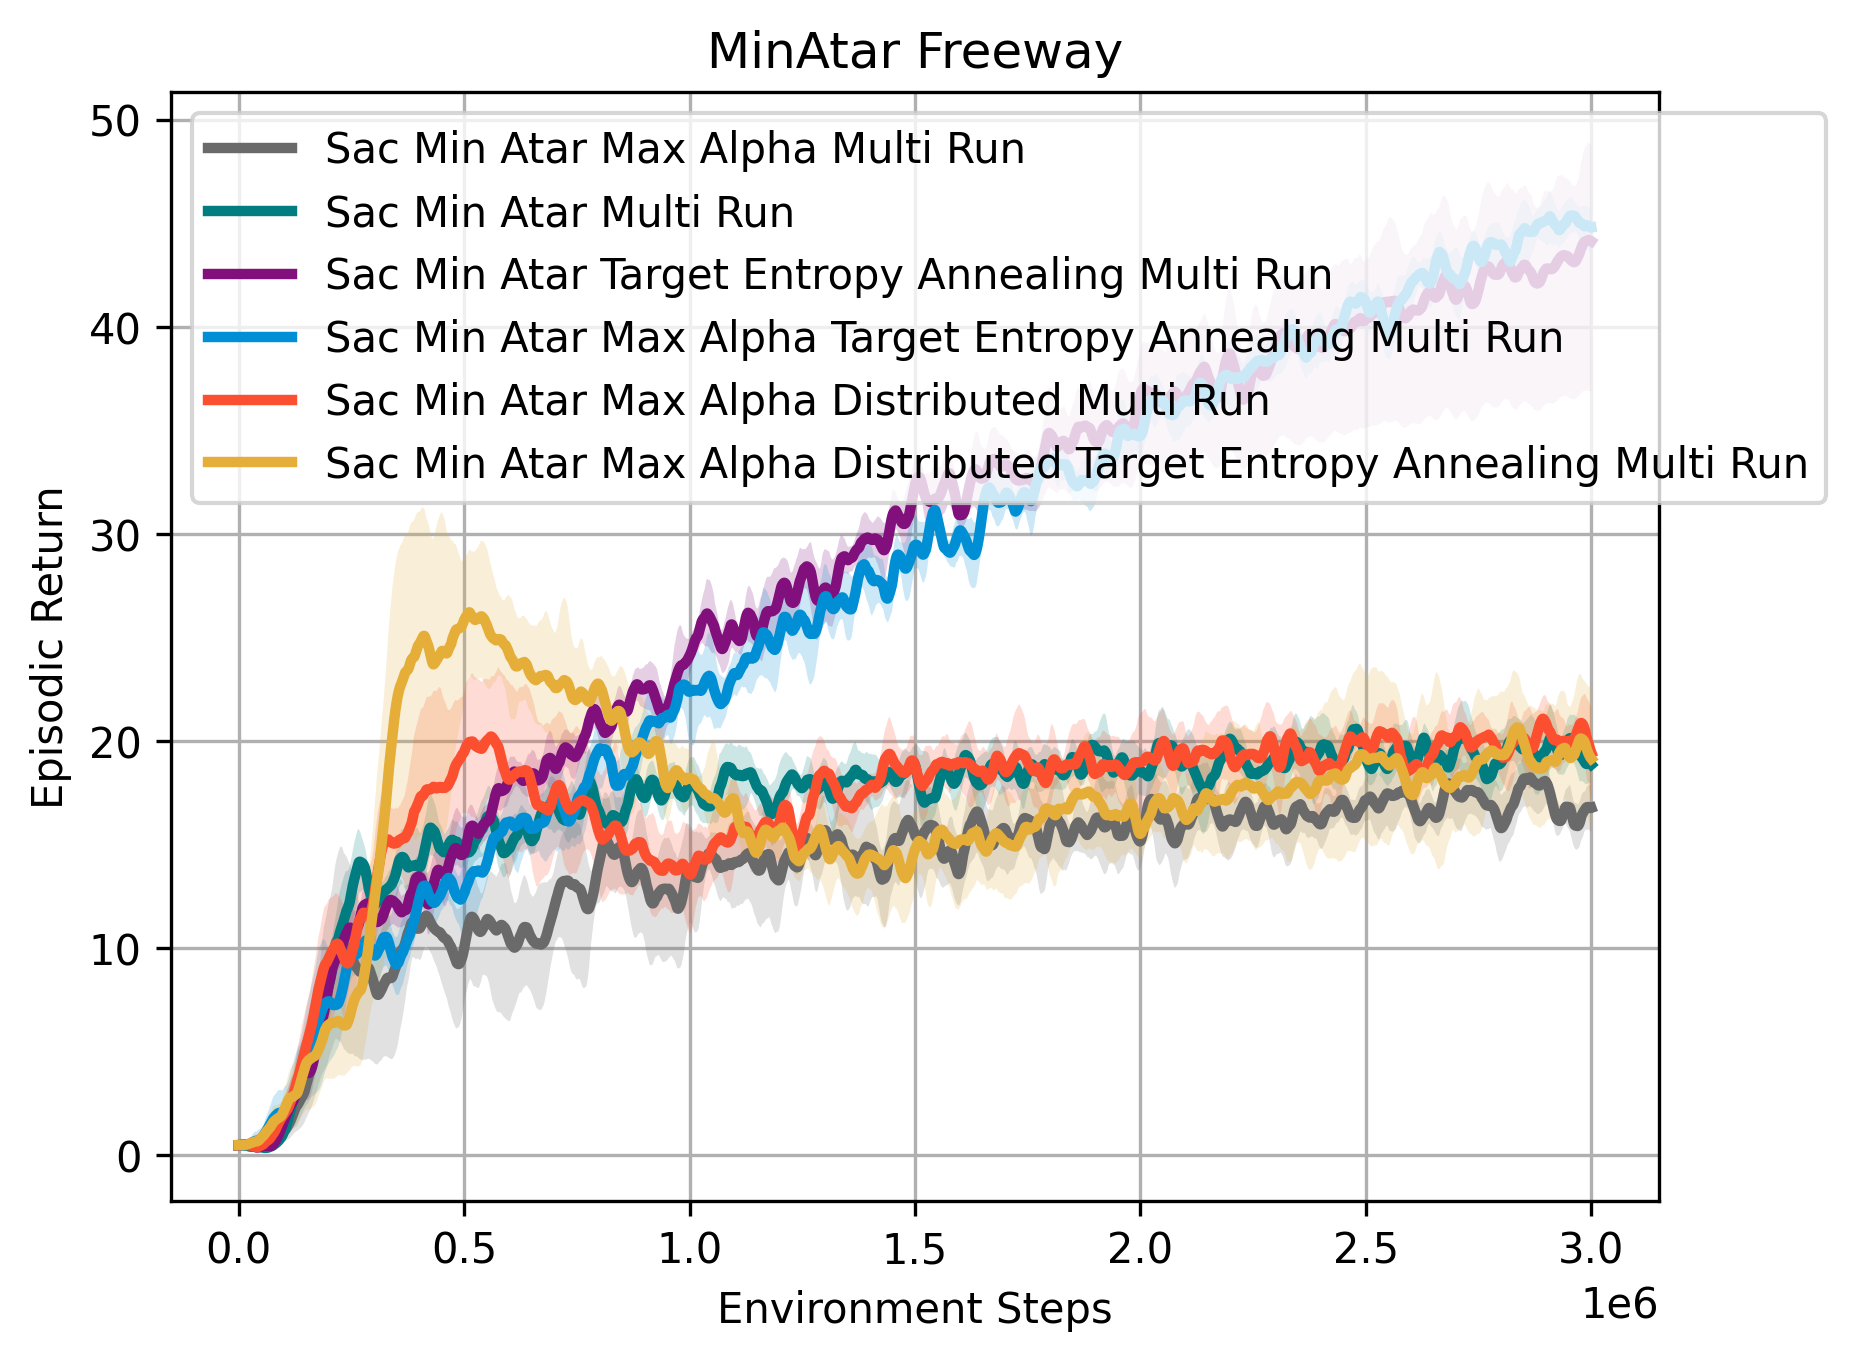 MinAtar Freeway
50
40
30
20
10
0
Episodic Return
Sac Min Atar Max Alpha Multi Run
Sac Min Atar Multi Run
Sac Min Atar Target Entropy Annealing Multi Run
Sac Min Atar Max Alpha Target Entropy Annealing Multi Run
Sac Min Atar Max Alpha Distributed Multi Run
Sac Min Atar Max Alpha Distributed Target Entropy Annealing Multi Run
0.0 0.5 1.0 1.5 2.0 2.5 3.0
1e6
Environment Steps